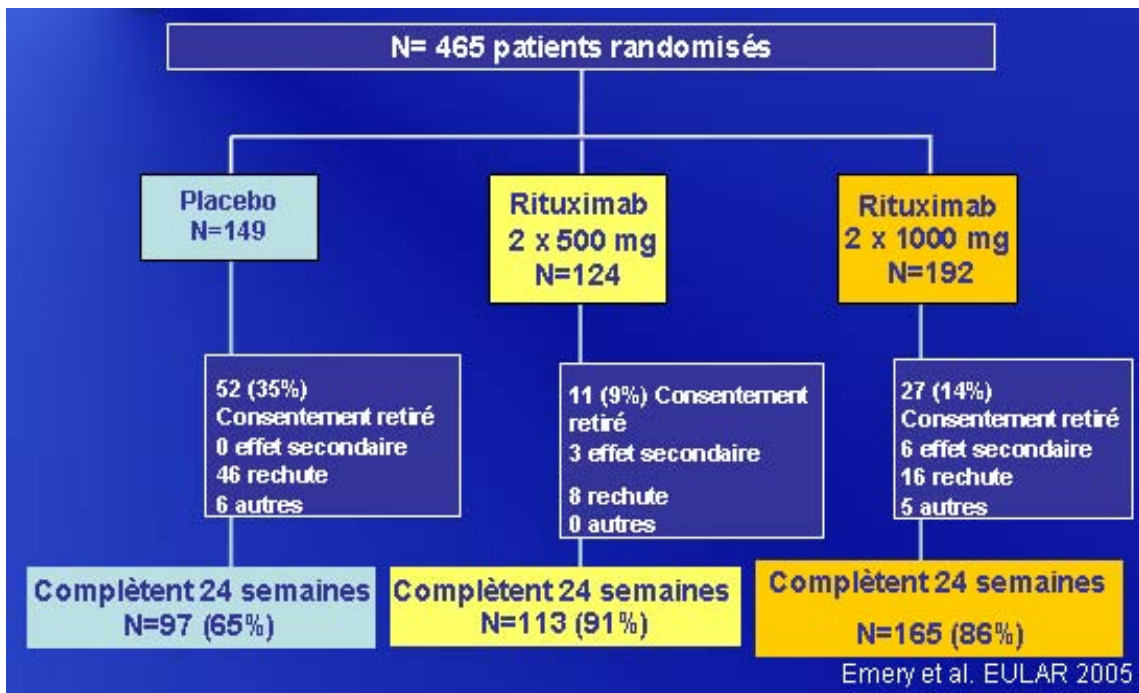 N= 465 patients randomisés
Placebo
N=149
Rituximab
2 x 500 mg
N=124
Rituximab
2 x 1000 mg
N=192
52 (35%)
Consentement retiré
0 effet secondaire
46 rechute
6 autres
11 (9%) Consentement
retiré
3 effet secondaire
8 rechute
0 autres
27 (14%)
Consentement retiré
6 effet secondaire
16 rechute
5 autres
Complètent 24 semaines
N=97 (65%)
Complètent 24 semaines
N=113 (91%)
Complètent 24 semaines
N=165 (86%)
Emery et al. EULAR 2005